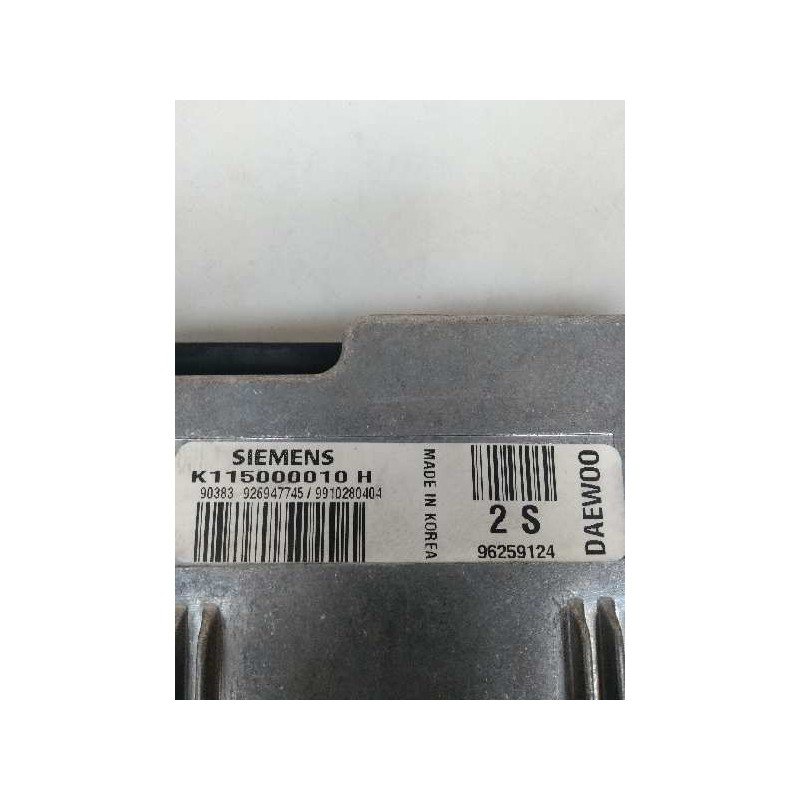 SIEMENS
K115000010 H
90383 926947745 / 9910280404
MADE IN KOREA
2 S
96259124
DAEWOO